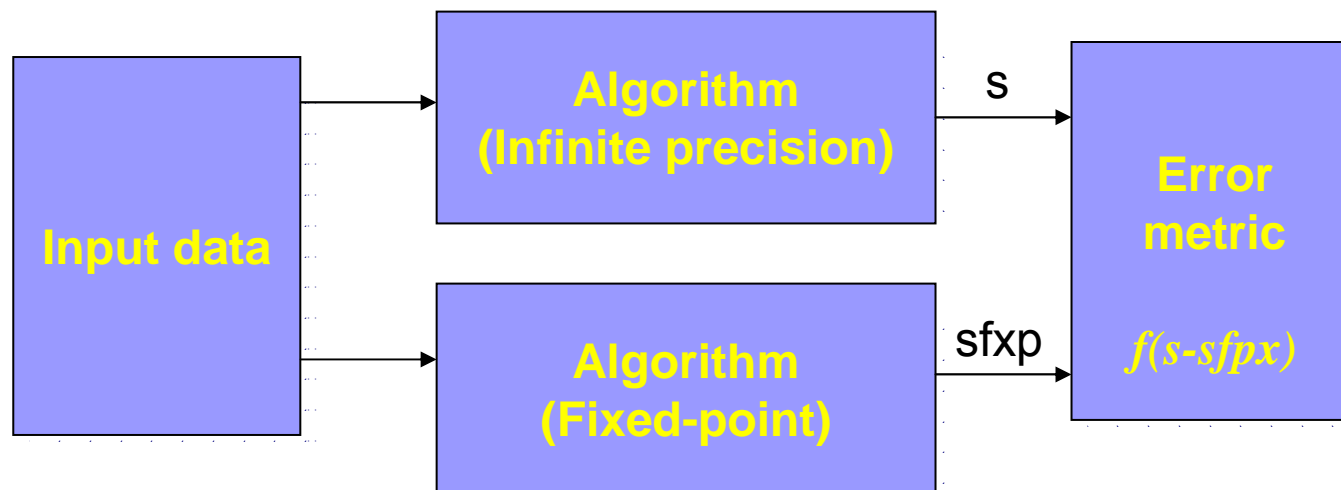 Input data
Algorithm
(Infinite precision)
s
Algorithm
(Fixed-point)
sfxp
Error
metric
f(s-sfpx)